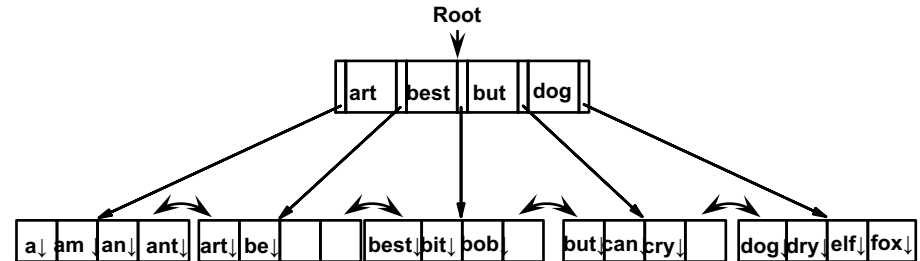 Root
art best but dog
a↓ am ↓ an↓ ant↓ art↓ be↓ best↓ bit↓ bob↓ but↓ can↓ cry↓ dog↓ dry↓ elf↓ fox↓